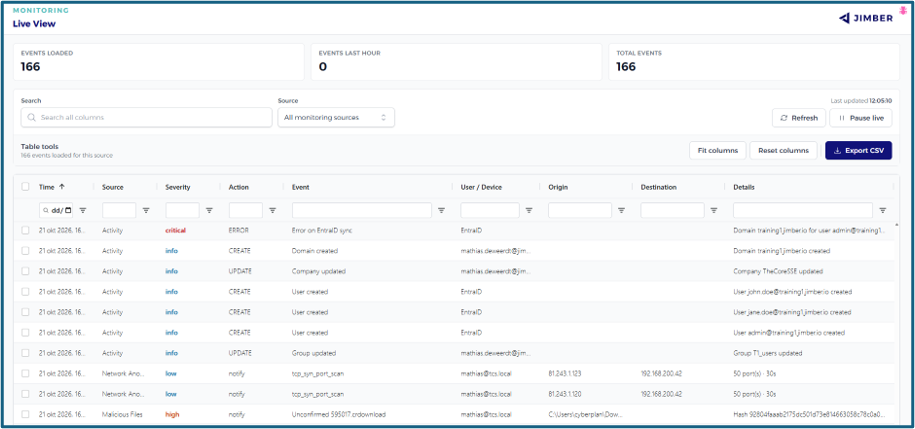 MONITORING
Live View
JIMBER
EVENTS LOADED
166
EVENTS LAST HOUR
0
TOTAL EVENTS
166
Search
Source
Last updated 12:05:10
Search all columns
All monitoring sources
Refresh
Pause live
Table tools
166 events loaded for this source
Fit columns
Reset columns
Export CSV
Time Source Severity Action Event User / Device Origin Destination Details
dd/
21 okt 2026, 16... Activity critical ERROR Error on EntraID sync EntraID Domain training1.jimber.io for user admin@training1...
21 okt 2026, 16... Activity info CREATE Domain created mathias.deweerdt@jim... Domain training1.jimber.io created
21 okt 2026, 16... Activity info UPDATE Company updated mathias.deweerdt@jim... Company TheCoreSSE updated
21 okt 2026, 16... Activity info CREATE User created EntraID User john.doe@training1.jimber.io created
21 okt 2026, 16... Activity info CREATE User created EntraID User jane.doe@training1.jimber.io created
21 okt 2026, 16... Activity info CREATE User created EntraID User admin@training1.jimber.io created
21 okt 2026, 16... Activity info UPDATE Group updated mathias.deweerdt@jim... Group T1_users updated
21 okt 2026, 16... Network Ano... low notify tcp_syn_port_scan mathias@tcs.local 81.243.1.123 192.168.200.42 50 port(s) · 30s
21 okt 2026, 16... Network Ano... low notify tcp_syn_port_scan mathias@tcs.local 81.243.1.120 192.168.200.42 50 port(s) · 30s
21 okt 2026, 16... Malicious Files high notify Unconfirmed 595017.crdownload mathias@tcs.local C:\Users\cyberplan\Dow... Hash